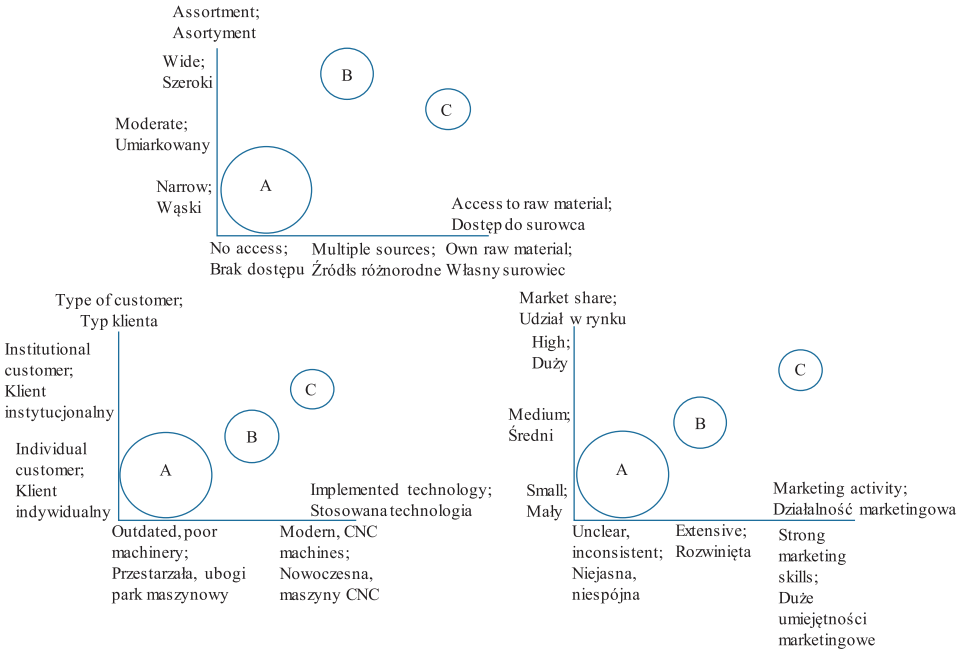 Assortment;
Asortyment
Wide;
Szeroki
B
C
Moderate;
Umiarkowany
A
Narrow;
Wąski
Access to raw material;
Dostęp do surowca
No access;
Brak dostępu
Multiple sources;
Źródłs różnorodne
Own raw material;
Własny surowiec
Type of customer;
Typ klienta
Institutional
customer;
Klient
instytucjonalny
C
B
A
Individual
customer;
Klient
indywidualny
Implemented technology;
Stosowana technologia
Outdated, poor
machinery;
Przestarzała, ubogi
park maszynowy
Modern, CNC
machines;
Nowoczesna,
maszyny CNC
Market share;
Udział w rynku
High;
Duży
C
Medium;
Średni
B
A
Small;
Mały
Marketing activity;
Działalność marketingowa
Unclear,
inconsistent;
Niejasna,
niespójna
Extensive;
Rozwinięta
Strong
marketing
skills;
Duże
umiejętności
marketingowe